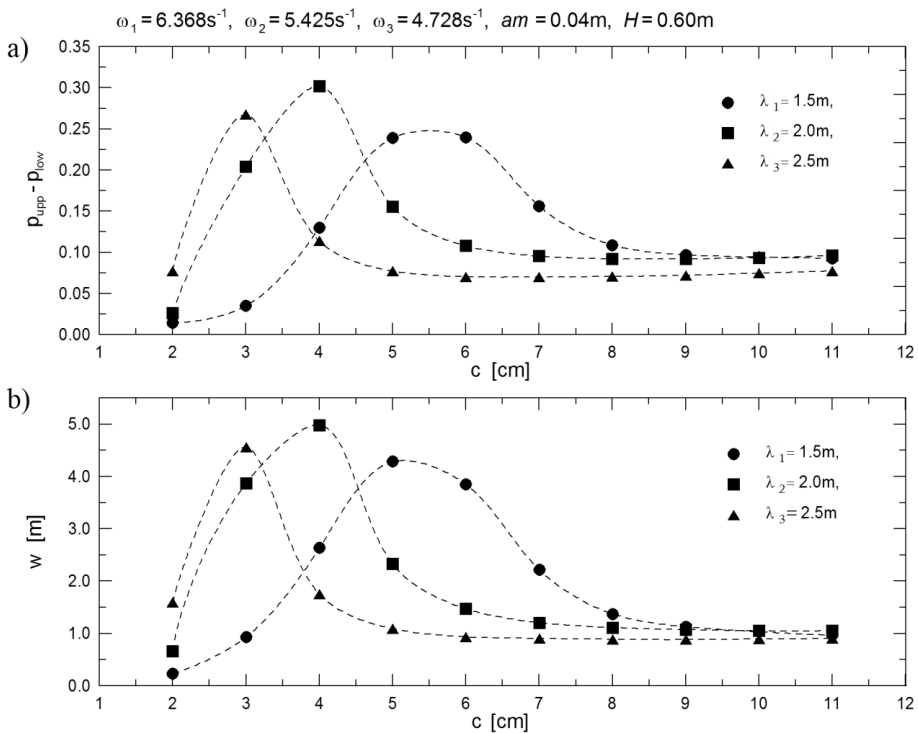 ω₁ = 6.368s⁻¹, ω₂ = 5.425s⁻¹, ω₃ = 4.728s⁻¹, am = 0.04m, H = 0.60m
a)
0.35
0.30
0.25
0.20
0.15
0.10
0.05
0.00
p_upp - p_low
λ₁ = 1.5m,
λ₂ = 2.0m,
λ₃ = 2.5m
1 2 3 4 5 6 7 8 9 10 11 12
c [cm]
b)
5.0
4.0
3.0
2.0
1.0
0.0
w [m]
λ₁ = 1.5m,
λ₂ = 2.0m,
λ₃ = 2.5m
1 2 3 4 5 6 7 8 9 10 11 12
c [cm]